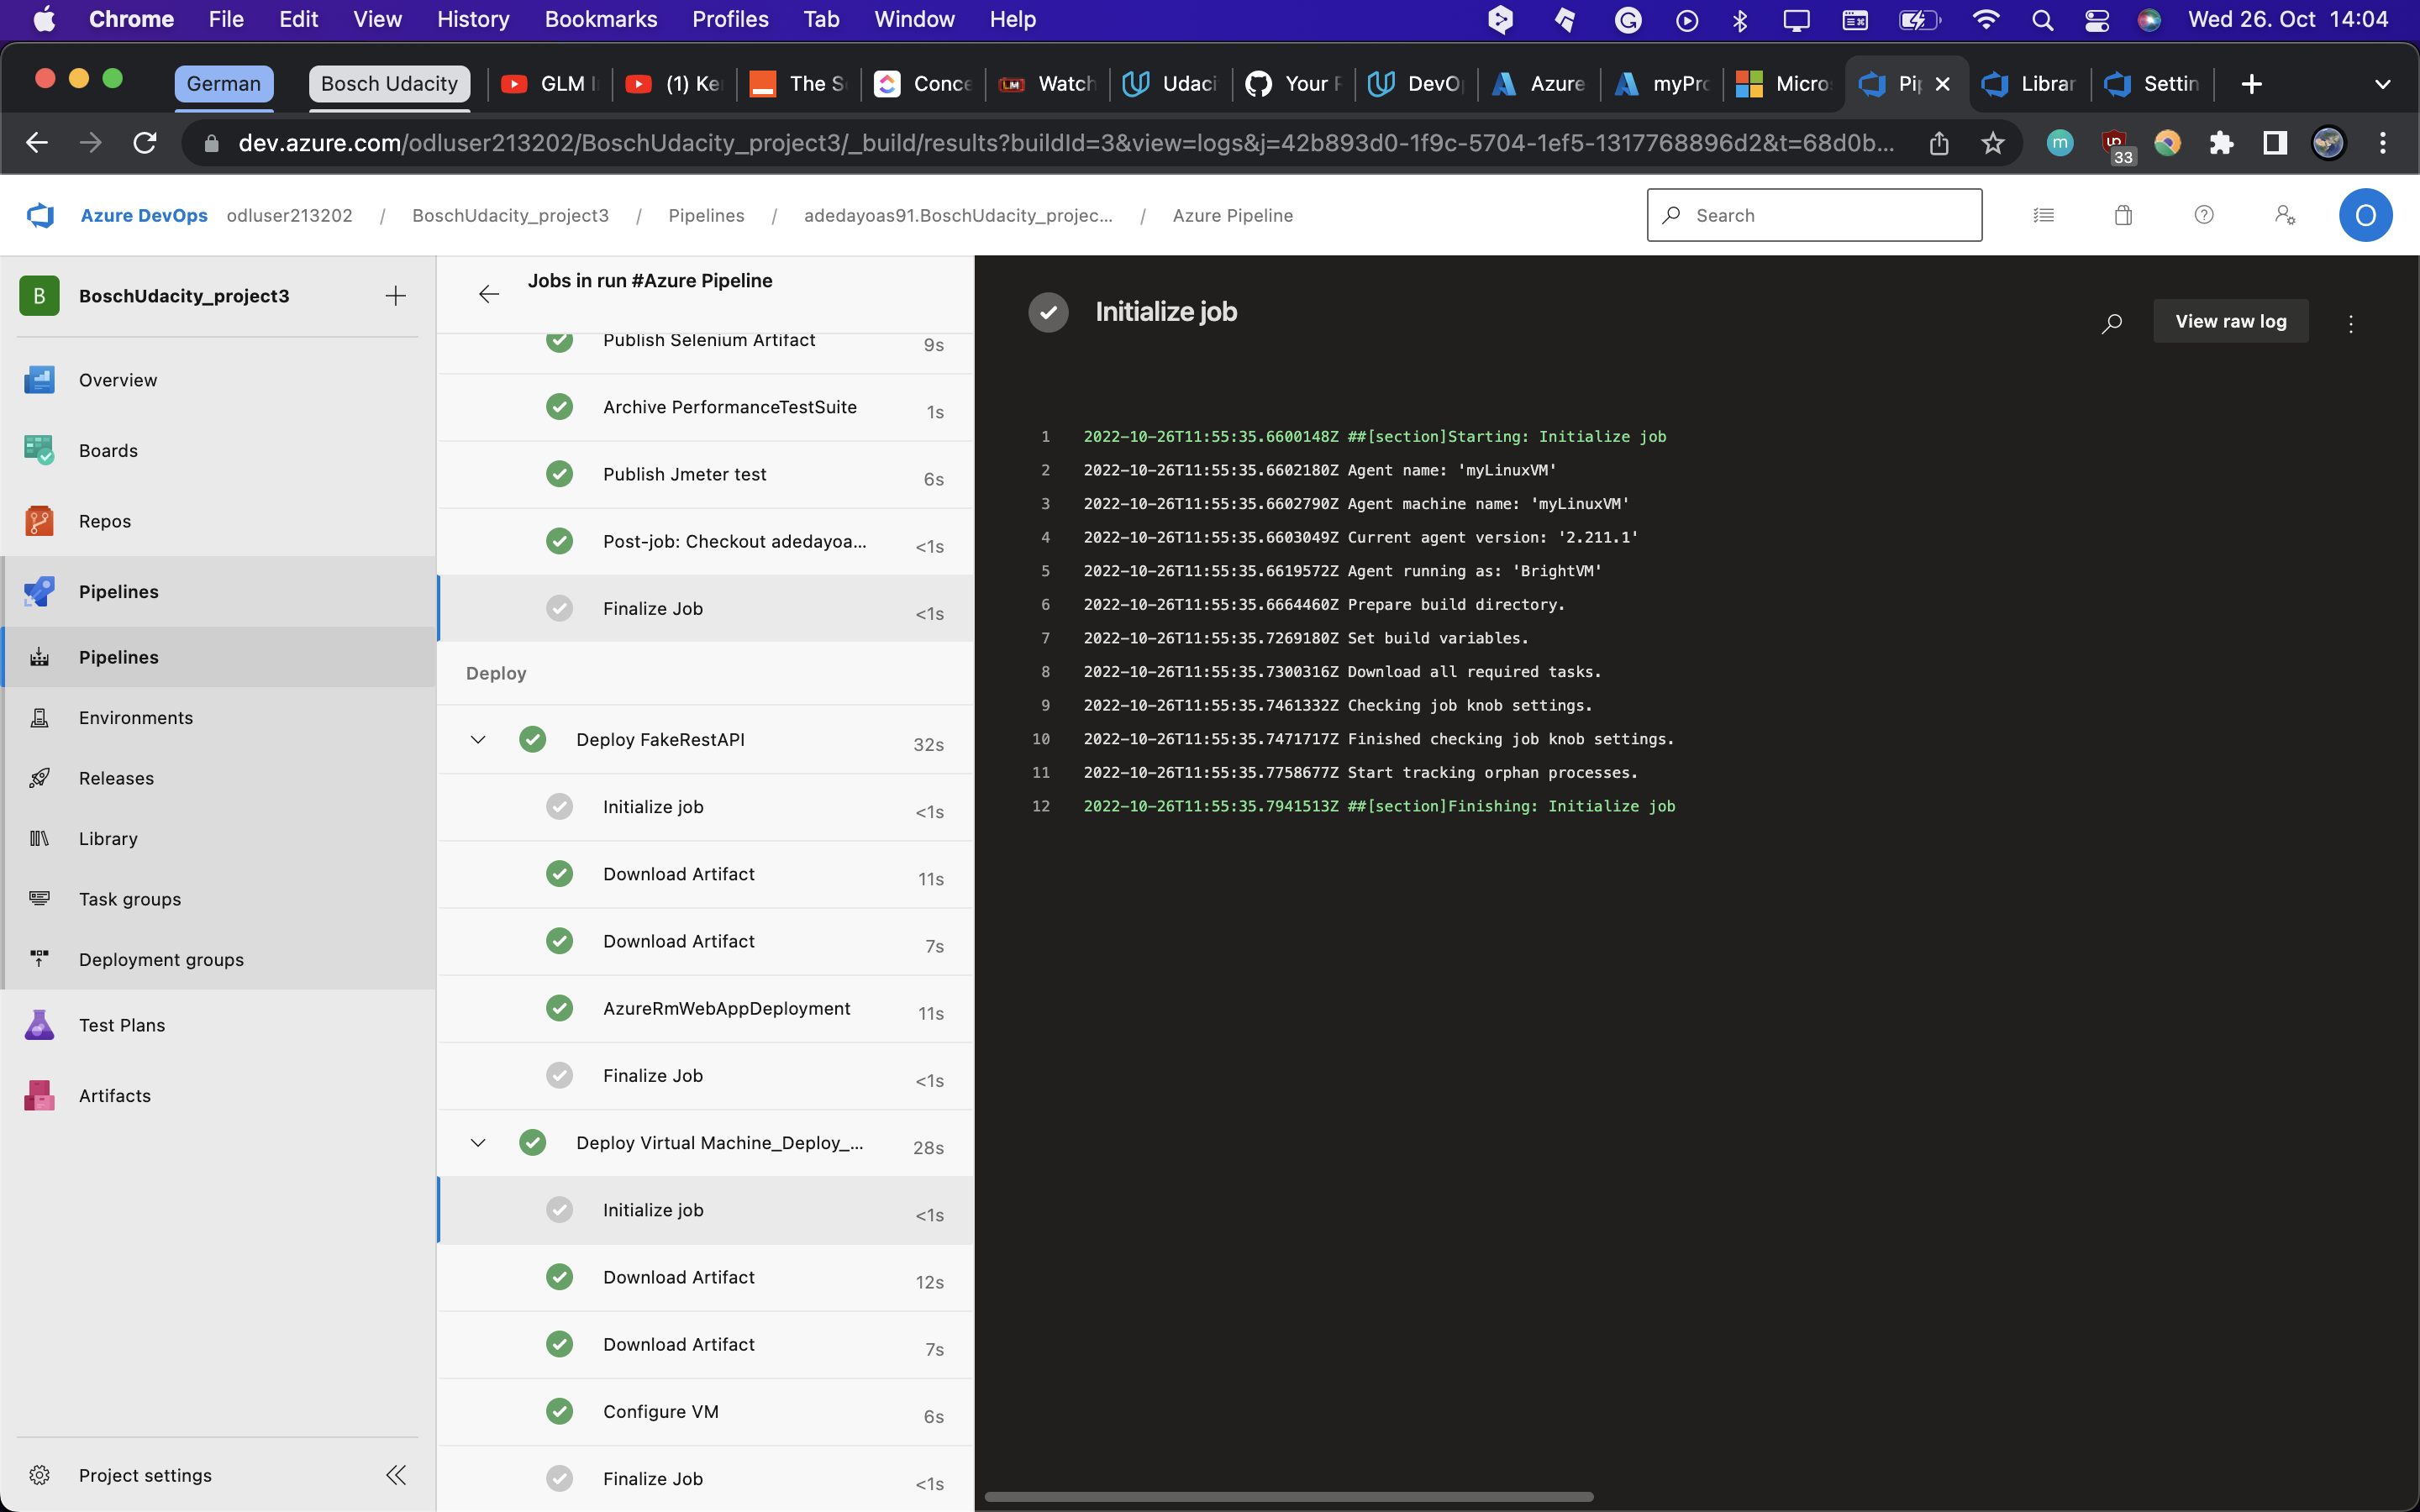 Chrome File Edit View History Bookmarks Profiles Tab Window Help Wed 26. Oct 14:04
German Bosch Udacity GLM (1) The Watch Your Azure
dev.azure.com/odluser213202/BoschUdacity_project3/_build/results?buildId=3&view=logs&j=42b893d0-1f9c-5704-1ef5-1317768896d2&t=68d0b... m 33
Azure DevOps odluser213202 / BoschUdacity_project3 / Pipelines / adedayoas91.BoschUdacity_projec... / Azure Pipeline Search O
B BoschUdacity_project3
Overview
Boards
Repos
Pipelines
Pipelines
Environments
Releases
Library
Task groups
Deployment groups
Test Plans
Artifacts
Project settings
Jobs in run #Azure Pipeline
Publish Selenium Artifact 9s
Archive PerformanceTestSuite 1s
Publish Jmeter test 6s
Post-job: Checkout adedayoa... <1s
Finalize Job <1s
Deploy
Deploy FakeRestAPI 32s
Initialize job <1s
Download Artifact 11s
Download Artifact 7s
AzureRmWebAppDeployment 11s
Finalize Job <1s
Deploy Virtual Machine_Deploy_... 28s
Initialize job <1s
Download Artifact 12s
Download Artifact 7s
Configure VM 6s
Finalize Job <1s
Initialize job
View raw log
1 2022-10-26T11:55:35.6600148Z ##[section]Starting: Initialize job
2 2022-10-26T11:55:35.6602180Z Agent name: 'myLinuxVM'
3 2022-10-26T11:55:35.6602790Z Agent machine name: 'myLinuxVM'
4 2022-10-26T11:55:35.6603049Z Current agent version: '2.211.1'
5 2022-10-26T11:55:35.6619572Z Agent running as: 'BrightVM'
6 2022-10-26T11:55:35.6664460Z Prepare build directory.
7 2022-10-26T11:55:35.7269180Z Set build variables.
8 2022-10-26T11:55:35.7300316Z Download all required tasks.
9 2022-10-26T11:55:35.7461332Z Checking job knob settings.
10 2022-10-26T11:55:35.7471717Z Finished checking job knob settings.
11 2022-10-26T11:55:35.7758677Z Start tracking orphan processes.
12 2022-10-26T11:55:35.7941513Z ##[section]Finishing: Initialize job